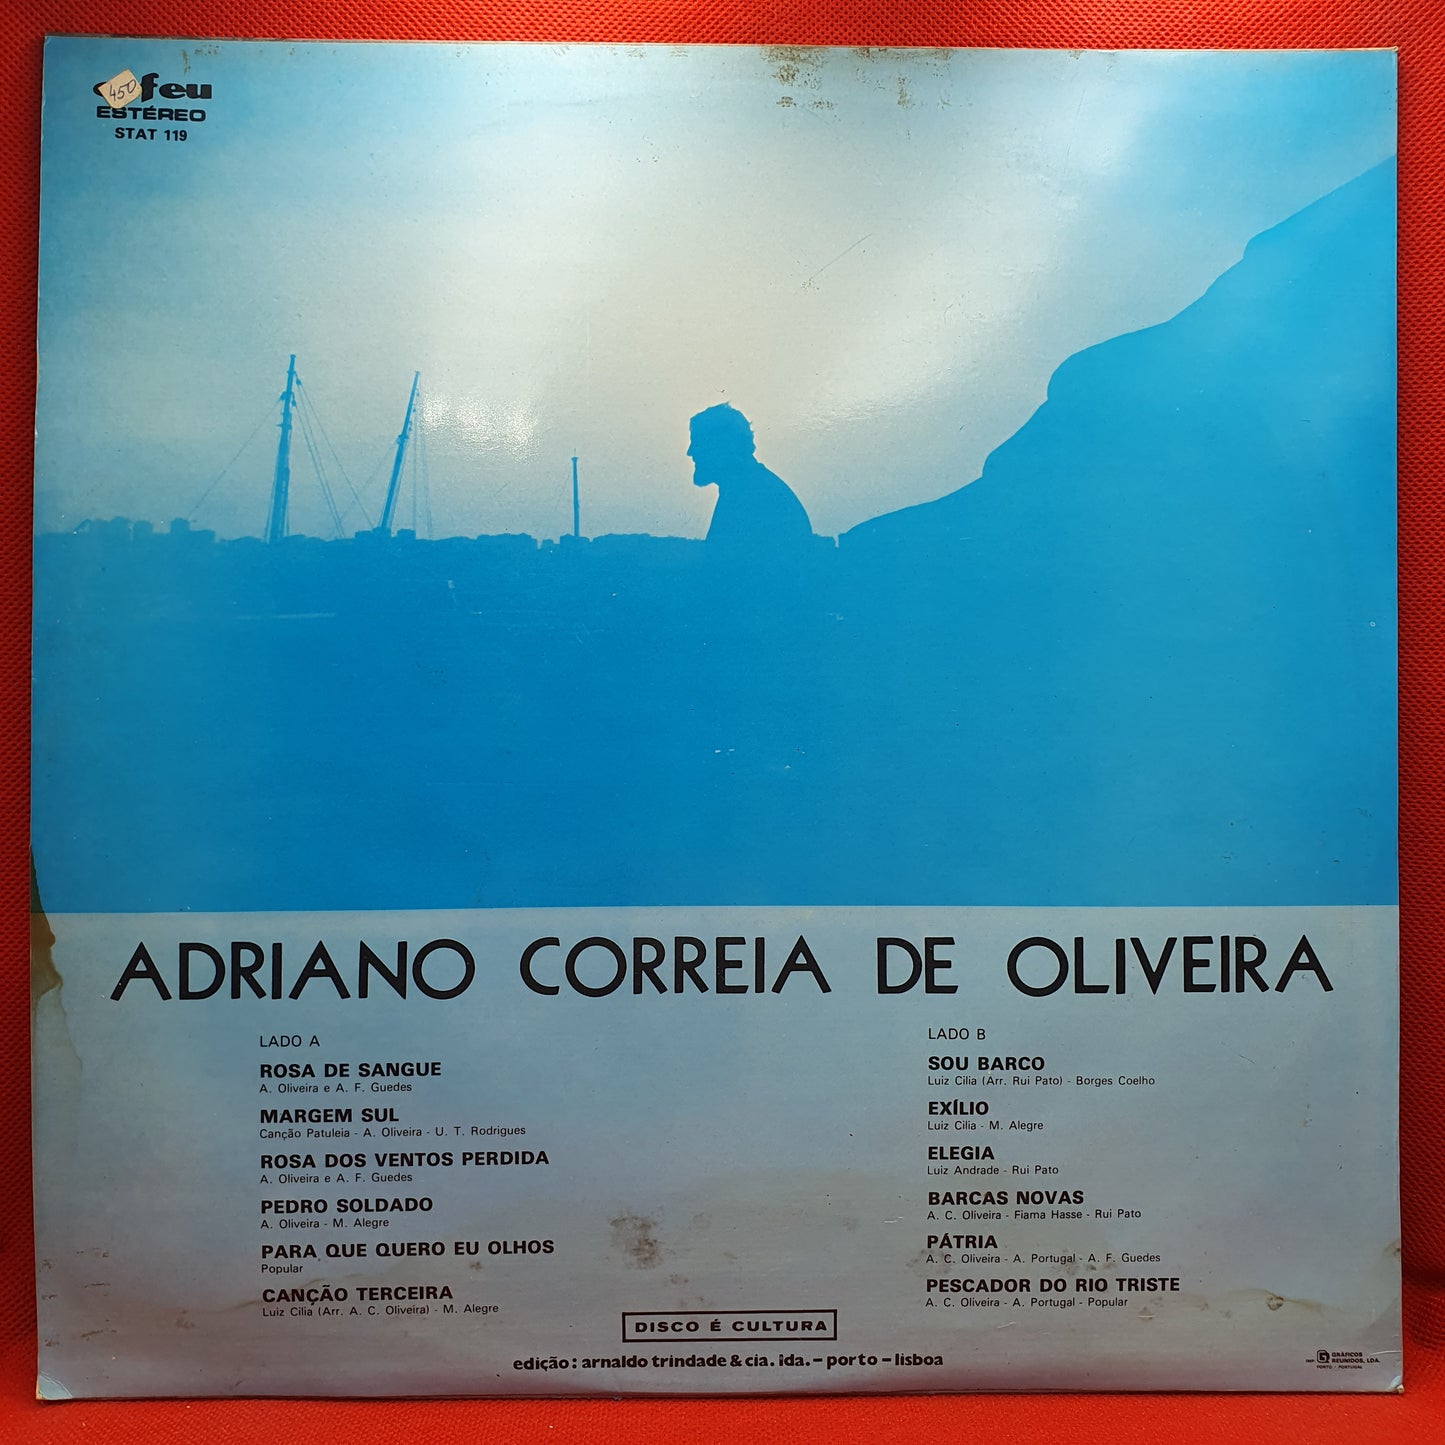 450
feu
ESTÉREO
STAT 119
ADRIANO CORREIA DE OLIVEIRA
LADO A
ROSA DE SANGUE
A. Oliveira e A. F. Guedes
MARGEM SUL
Canção Patuleia - A. Oliveira - U. T. Rodrigues
ROSA DOS VENTOS PERDIDA
A. Oliveira e A. F. Guedes
PEDRO SOLDADO
A. Oliveira - M. Alegre
PARA QUE QUERO EU OLHOS
Popular
CANÇÃO TERCEIRA
Luiz Cilia (Arr. A. C. Oliveira) - M. Alegre
LADO B
SOU BARCO
Luiz Cilia (Arr. Rui Pato) - Borges Coelho
EXÍLIO
Luiz Cilia - M. Alegre
ELEGIA
Luiz Andrade - Rui Pato
BARCAS NOVAS
A. C. Oliveira - Fiama Hasse - Rui Pato
PÁTRIA
A. C. Oliveira - A. Portugal - A. F. Guedes
PESCADOR DO RIO TRISTE
A. C. Oliveira - A. Portugal - Popular
DISCO É CULTURA
edição: arnaldo trindade & cia. lda. - porto - lisboa
IMP. GRÁFICOS
REUNIDOS, LDA.
PORTO - PORTUGAL